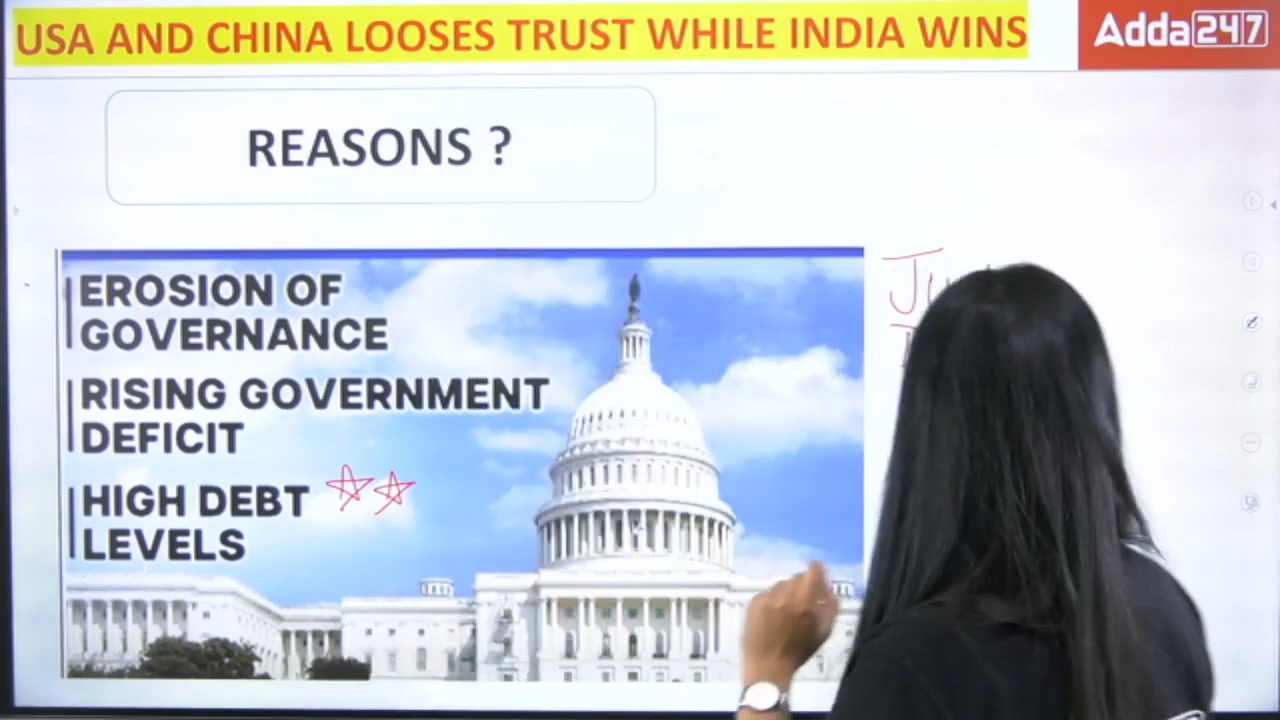 USA AND CHINA LOOSES TRUST WHILE INDIA WINS
Adda247
REASONS ?
EROSION OF
GOVERNANCE
RISING GOVERNMENT
DEFICIT
HIGH DEBT
LEVELS